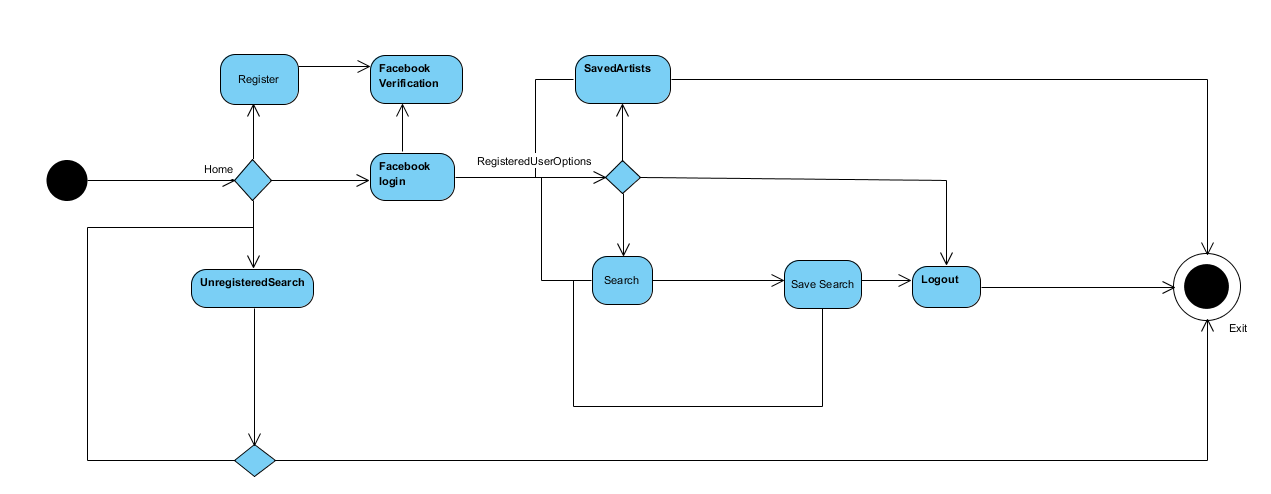 Register
Facebook
Verification
SavedArtists
Home
Facebook
login
RegisteredUserOptions
UnregisteredSearch
Search
Save Search
Logout
Exit